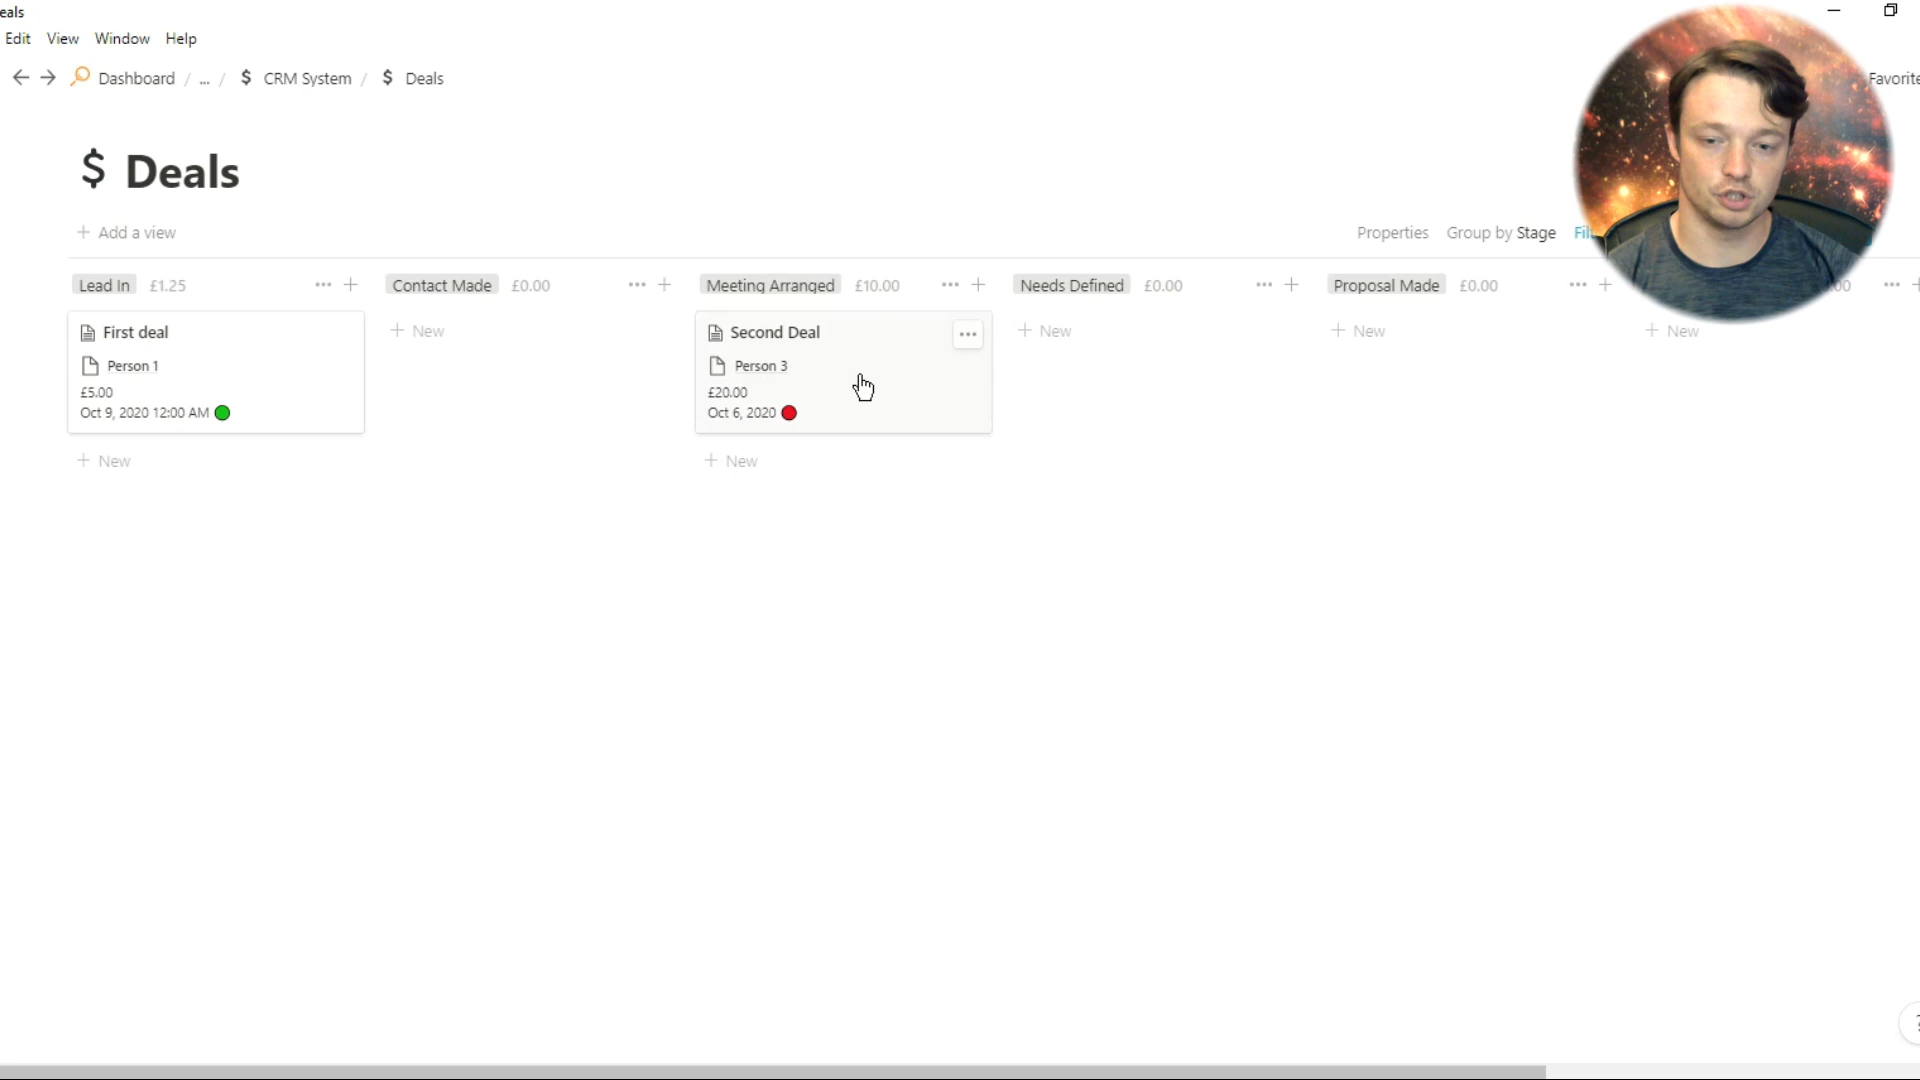 eals
Edit View Window Help
Dashboard / ... / $ CRM System / $ Deals
Favorite
$ Deals
+ Add a view
Properties Group by Stage Fil
Lead In £1.25 ... +
Contact Made £0.00 ... +
Meeting Arranged £10.00 ... +
Needs Defined £0.00 ... +
Proposal Made £0.00 ... +
00 ... +
First deal
Person 1
£5.00
Oct 9, 2020 12:00 AM
+ New
+ New
Second Deal
...
Person 3
£20.00
Oct 6, 2020
+ New
+ New
+ New
+ New
?